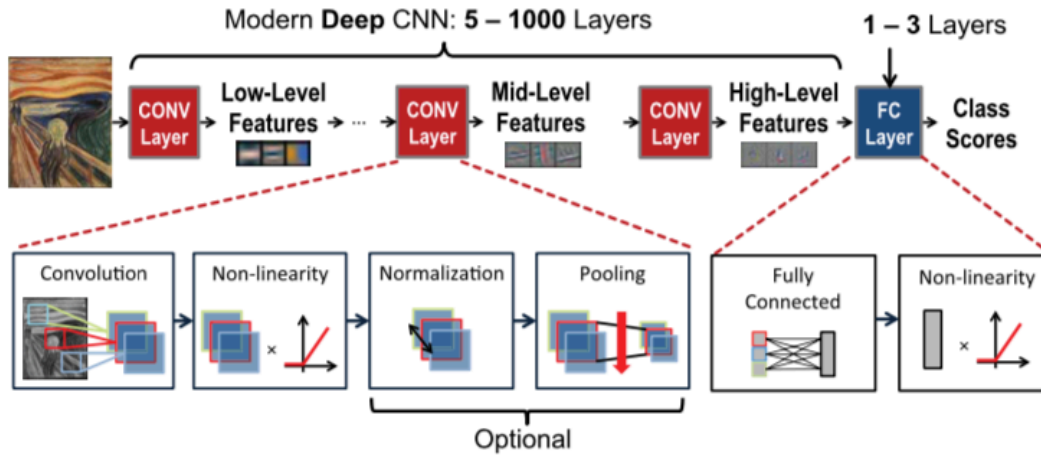 Modern Deep CNN: 5 – 1000 Layers
1 – 3 Layers
CONV
Layer
Low-Level
Features
...
CONV
Layer
Mid-Level
Features
CONV
Layer
High-Level
Features
FC
Layer
Class
Scores
Convolution
Non-linearity
×
Normalization
Pooling
Fully
Connected
Non-linearity
×
Optional